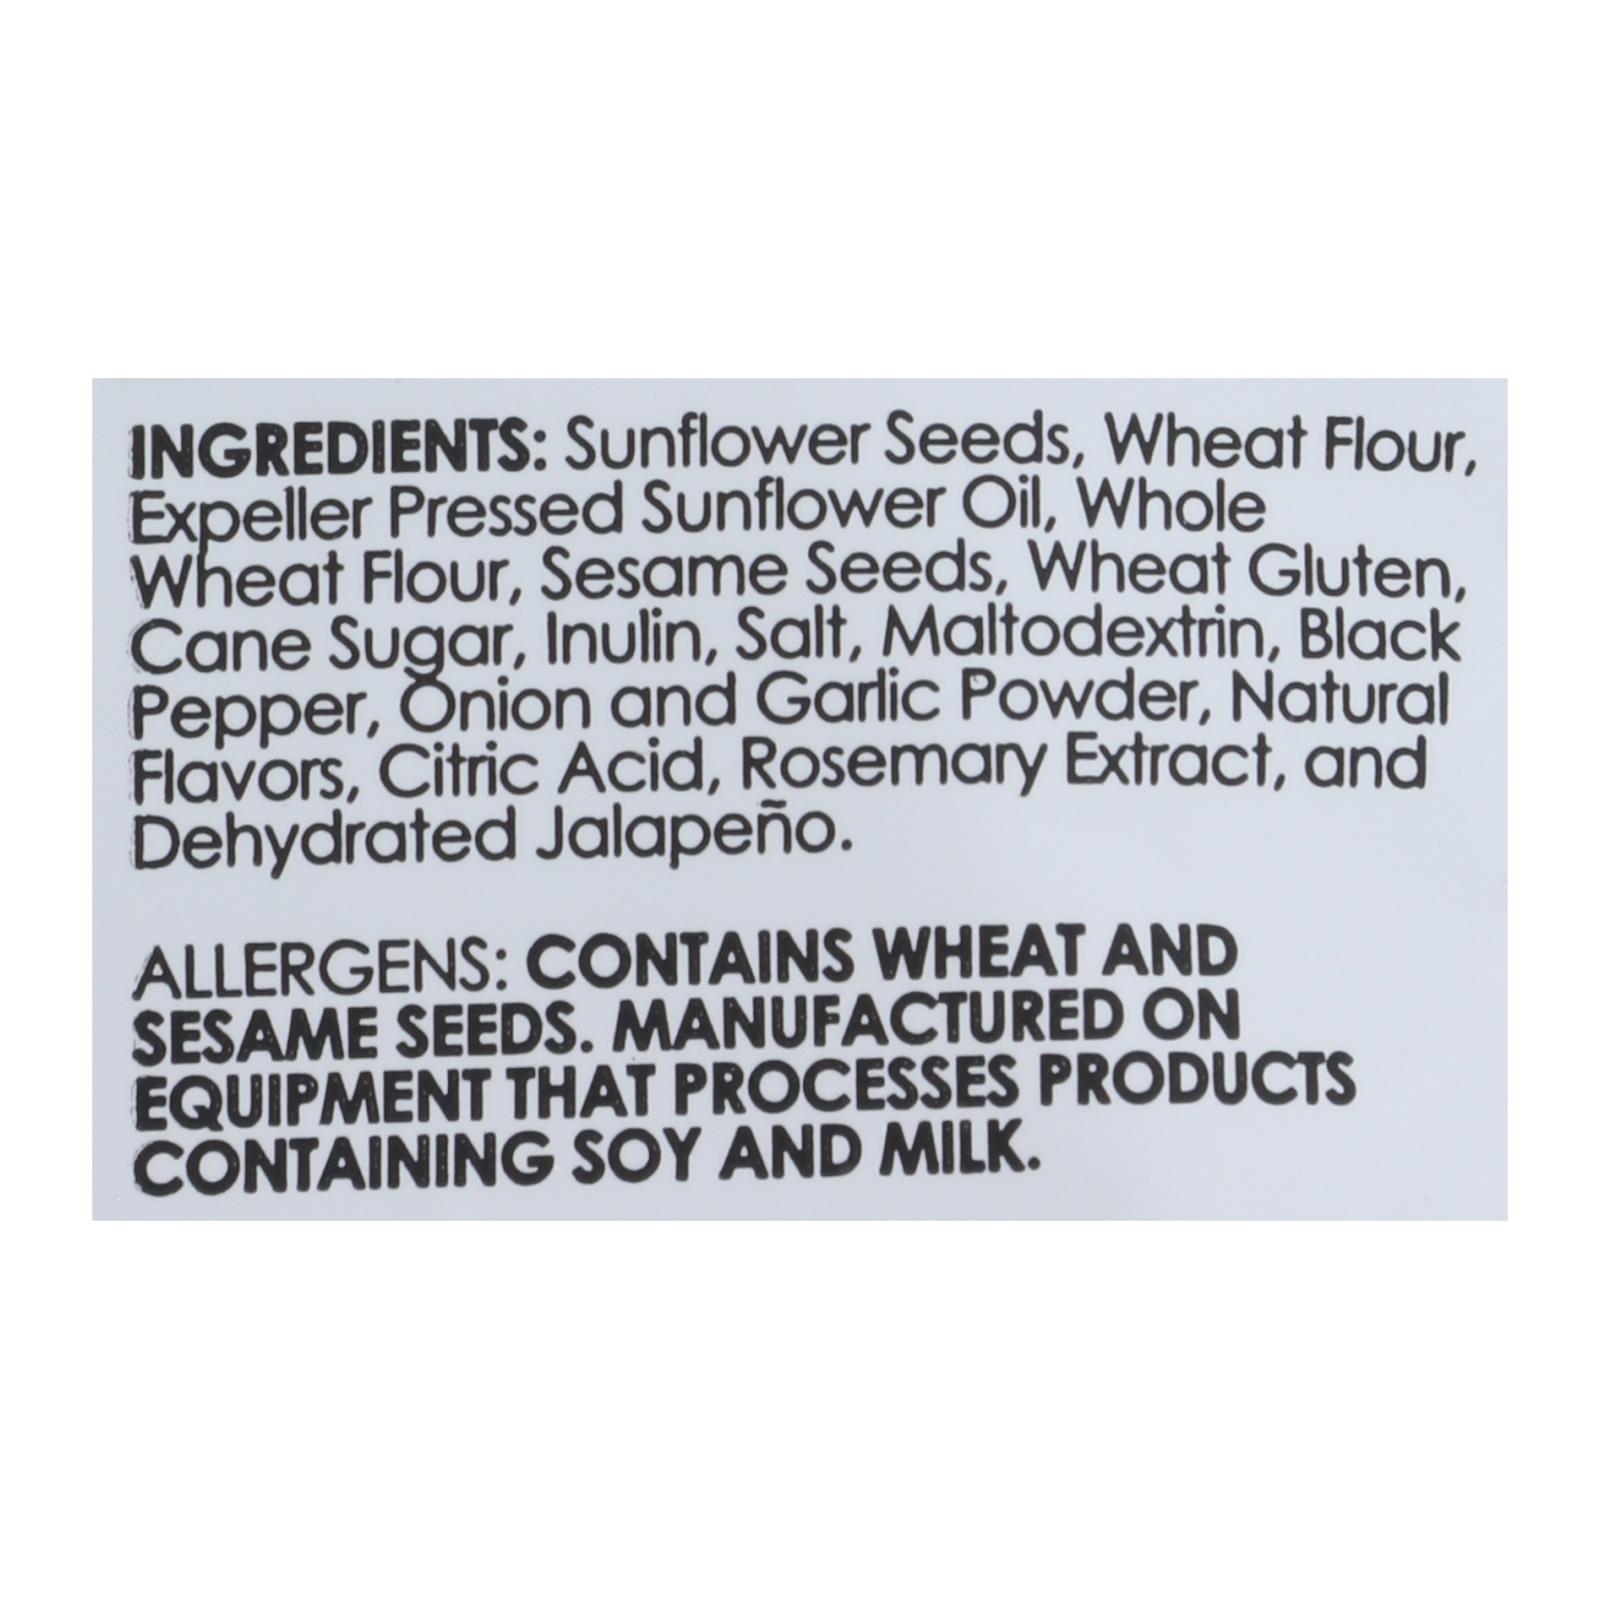 INGREDIENTS: Sunflower Seeds, Wheat Flour,
Expeller Pressed Sunflower Oil, Whole
Wheat Flour, Sesame Seeds, Wheat Gluten,
Cane Sugar, Inulin, Salt, Maltodextrin, Black
Pepper, Onion and Garlic Powder, Natural
Flavors, Citric Acid, Rosemary Extract, and
Dehydrated Jalapeño.
ALLERGENS: CONTAINS WHEAT AND
SESAME SEEDS. MANUFACTURED ON
EQUIPMENT THAT PROCESSES PRODUCTS
CONTAINING SOY AND MILK.